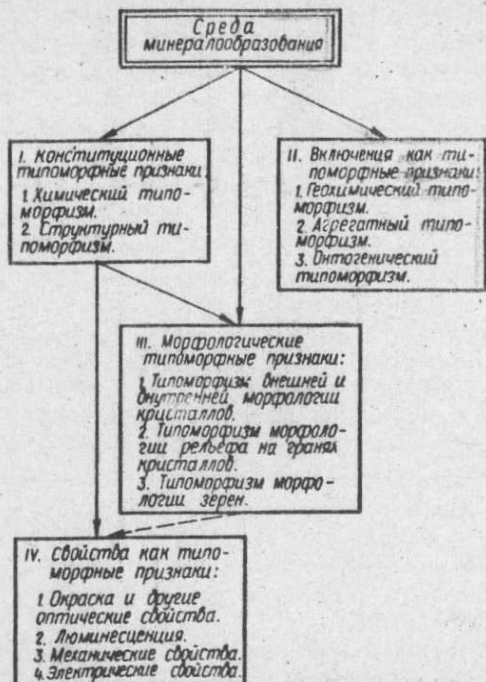 Среда
минералообразования
I. Конституционные
типоморфные признаки
1. Химический типо-
морфизм.
2. Структурный ти-
поморфизм.
II. Включения как ти-
поморфные признаки:
1. Геохимический типо-
морфизм.
2. Агрегатный типо-
морфизм.
3. Онтогенический
типоморфизм.
III. Морфологические
типоморфные признаки:
1. Типоморфизм внешней и
внутренней морфологии
кристаллов.
2. Типоморфизм морфоло-
гии рельефа на гранях
кристаллов.
3. Типоморфизм морфо-
логии зерен.
IV. Свойства как типо-
морфные признаки:
1. Окраска и другие
оптические свойства.
2. Люминесценция.
3. Механические свойства.
4. Электрические свойства.